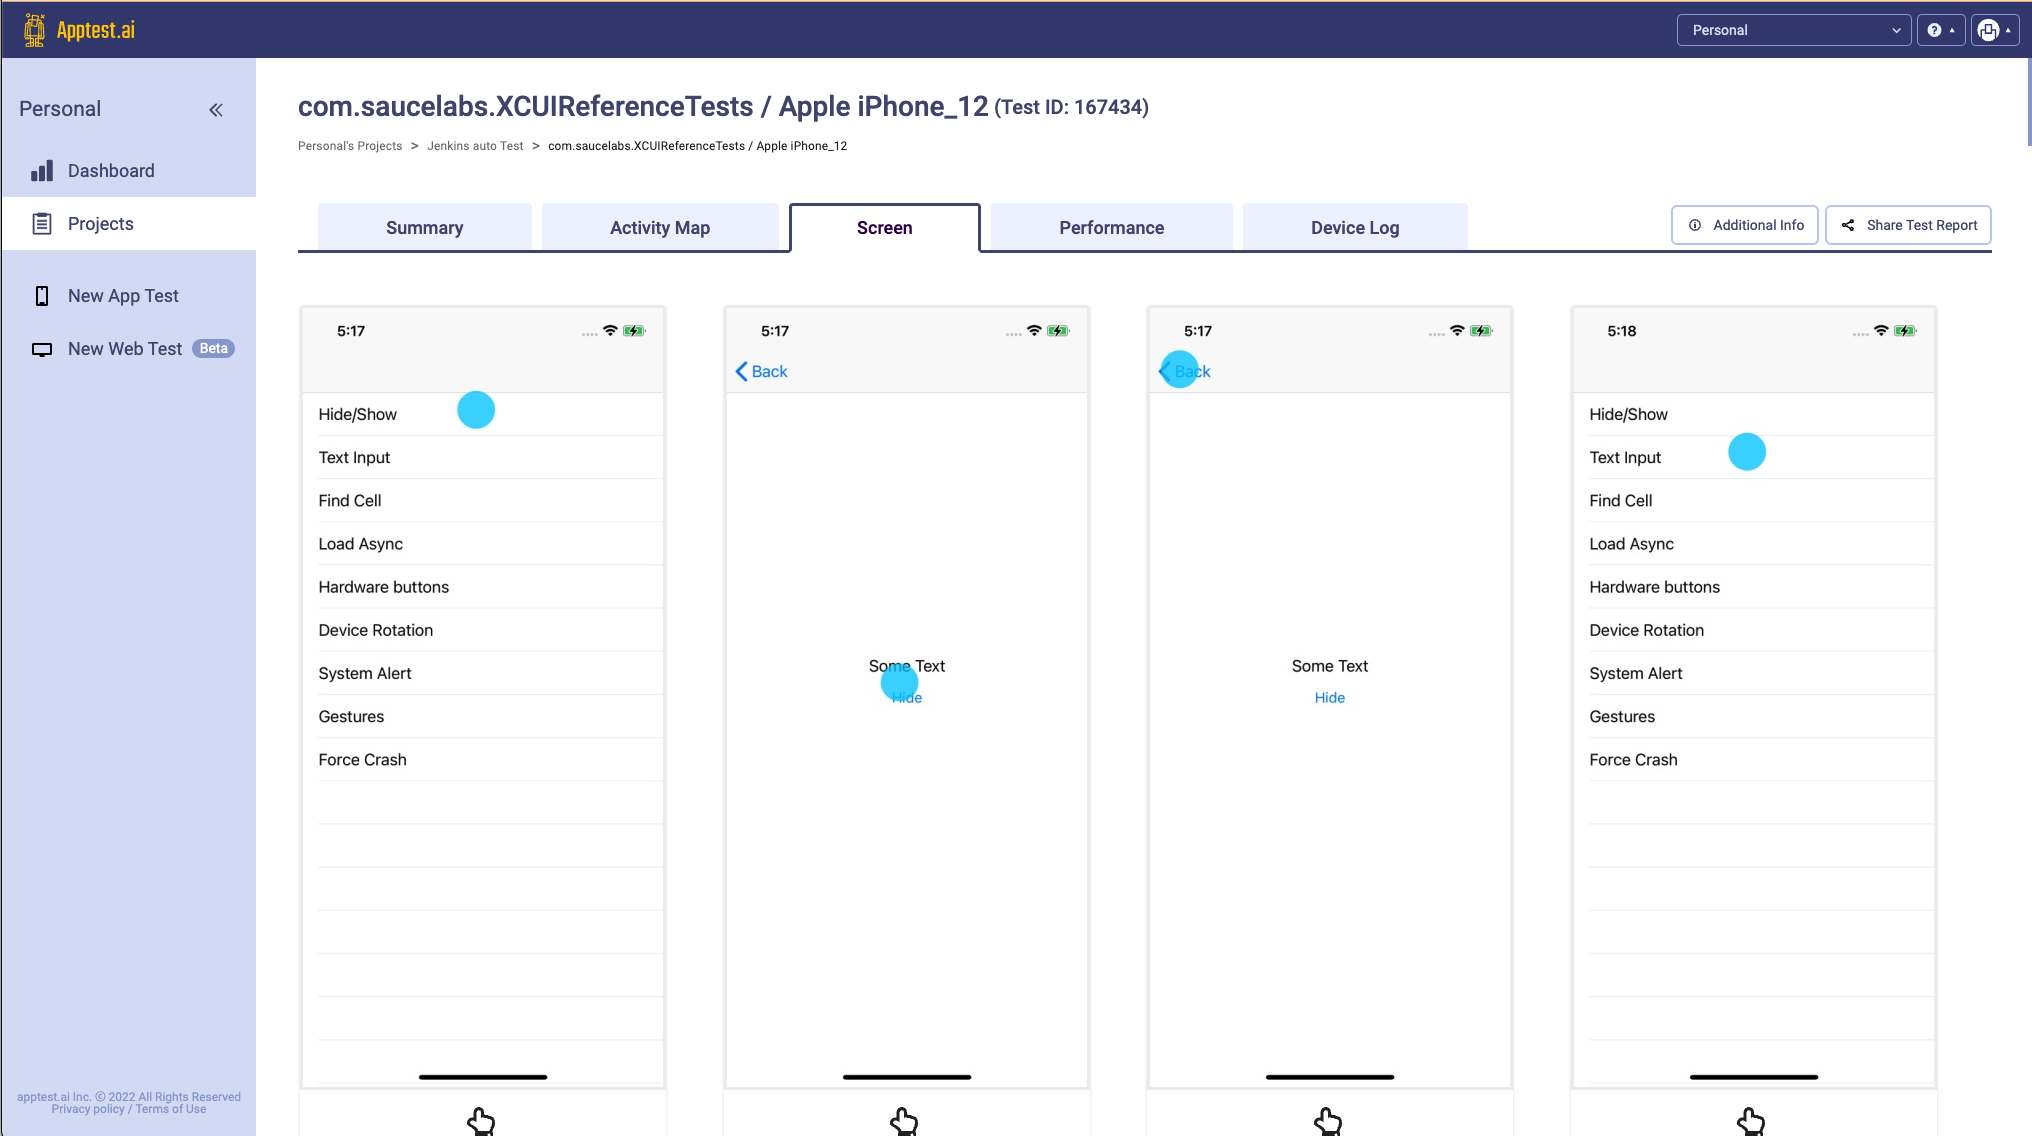 Apptest.ai
Personal
Personal
Dashboard
Projects
New App Test
New Web Test Beta
apptest.ai Inc. © 2022 All Rights Reserved
Privacy policy / Terms of Use
com.saucelabs.XCUIReferenceTests / Apple iPhone_12 (Test ID: 167434)
Personal's Projects > Jenkins auto Test > com.saucelabs.XCUIReferenceTests / Apple iPhone_12
Summary
Activity Map
Screen
Performance
Device Log
Additional Info
Share Test Report
5:17
Hide/Show
Text Input
Find Cell
Load Async
Hardware buttons
Device Rotation
System Alert
Gestures
Force Crash
5:17
Back
Some Text
Hide
5:17
Back
Some Text
Hide
5:18
Hide/Show
Text Input
Find Cell
Load Async
Hardware buttons
Device Rotation
System Alert
Gestures
Force Crash